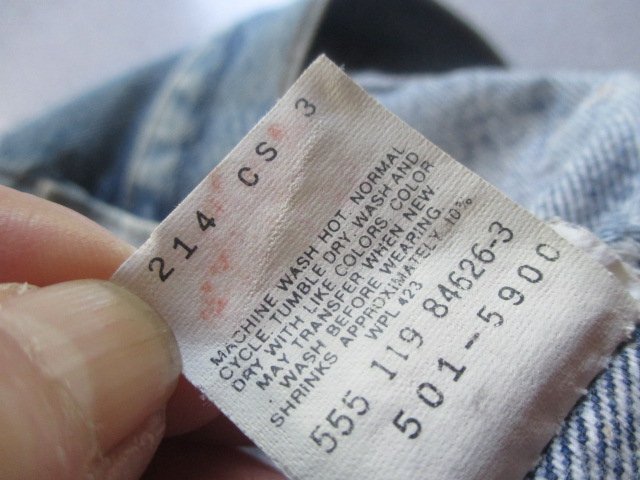 214 CS 3
MACHINE WASH HOT. NORMAL
CYCLE. TUMBLE DRY. WASH AND
DRY WITH LIKE COLORS. COLOR
MAY TRANSFER WHEN NEW.
WASH BEFORE WEARING.
SHRINKS APPROXIMATELY 10%
WPL 423
555 119 84626-3
501-5900